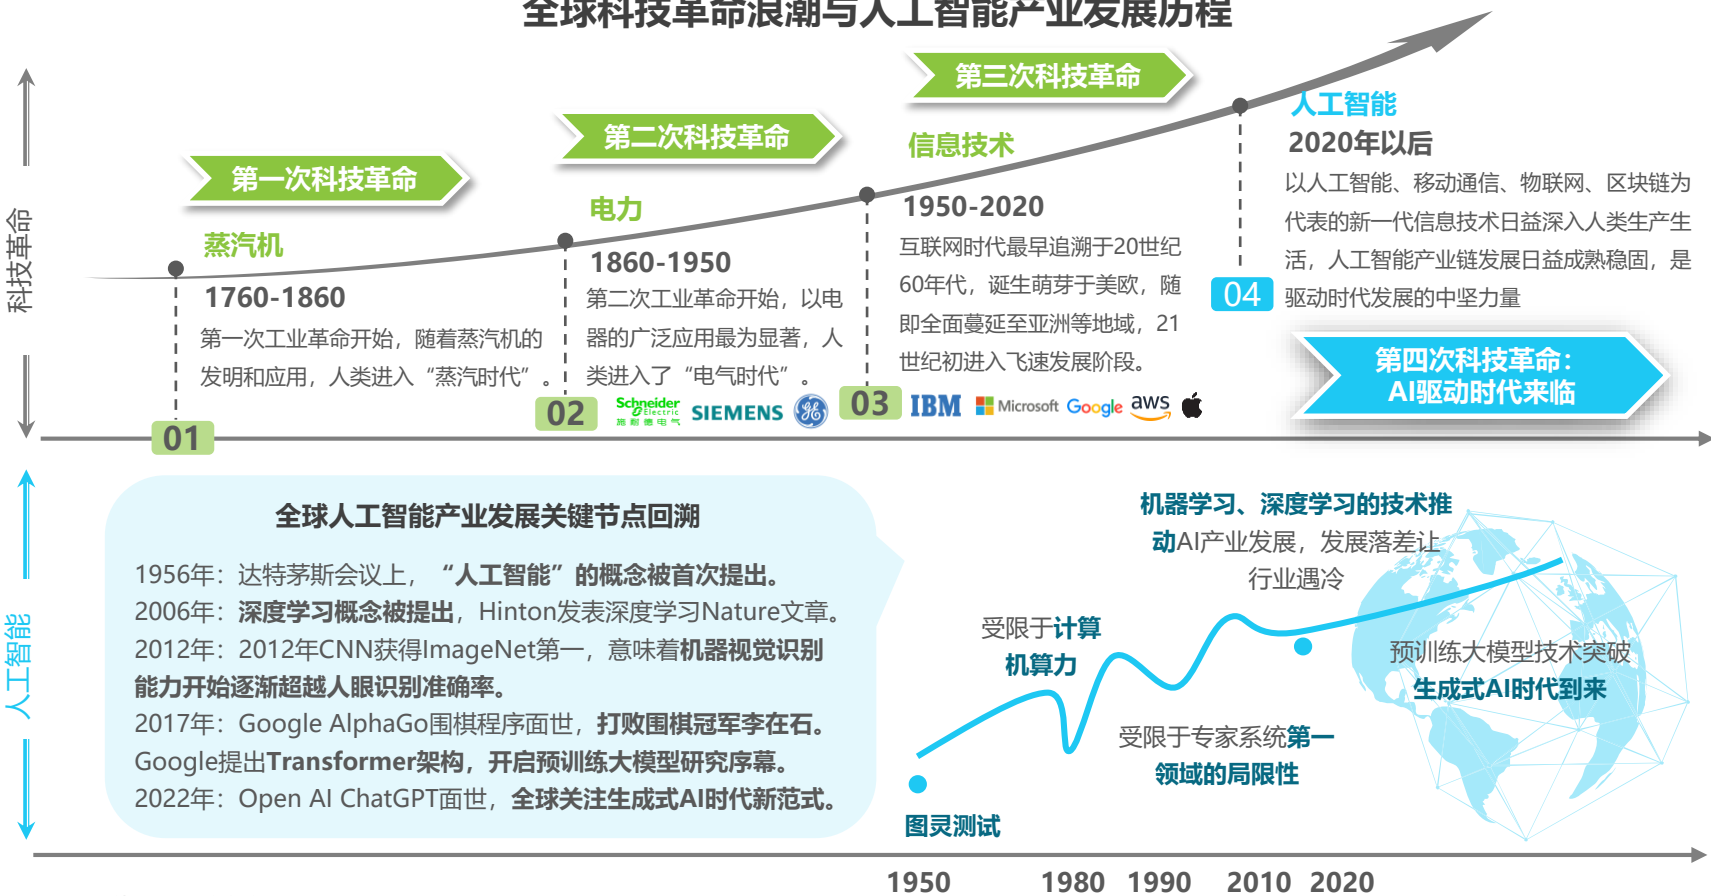 全球科技革命浪潮与人工智能产业发展历程
科技革命
第一次科技革命
蒸汽机
1760-1860
第一次工业革命开始，随着蒸汽机的
发明和应用，人类进入“蒸汽时代”。
01
第二次科技革命
电力
1860-1950
第二次工业革命开始，以电
器的广泛应用最为显著，人
类进入了“电气时代”。
02
Schneider
Electric
施耐德电气
SIEMENS
GE
第三次科技革命
信息技术
1950-2020
互联网时代最早追溯于20世纪
60年代，诞生萌芽于美欧，随
即全面蔓延至亚洲等地域，21
世纪初进入飞速发展阶段。
03
IBM
Microsoft
Google
aws
人工智能
2020年以后
以人工智能、移动通信、物联网、区块链为
代表的新一代信息技术日益深入人类生产生
活，人工智能产业链发展日益成熟稳固，是
驱动时代发展的中坚力量
04
第四次科技革命：
AI驱动时代来临
人工智能
全球人工智能产业发展关键节点回溯
1956年：达特茅斯会议上，“人工智能”的概念被首次提出。
2006年：深度学习概念被提出，Hinton发表深度学习Nature文章。
2012年：2012年CNN获得ImageNet第一，意味着机器视觉识别
能力开始逐渐超越人眼识别准确率。
2017年：Google AlphaGo围棋程序面世，打败围棋冠军李在石。
Google提出Transformer架构，开启预训练大模型研究序幕。
2022年：Open AI ChatGPT面世，全球关注生成式AI时代新范式。
图灵测试
受限于计算
机算力
受限于专家系统第一
领域的局限性
机器学习、深度学习的技术推
动AI产业发展，发展落差让
行业遇冷
预训练大模型技术突破
生成式AI时代到来
1950
1980
1990
2010
2020